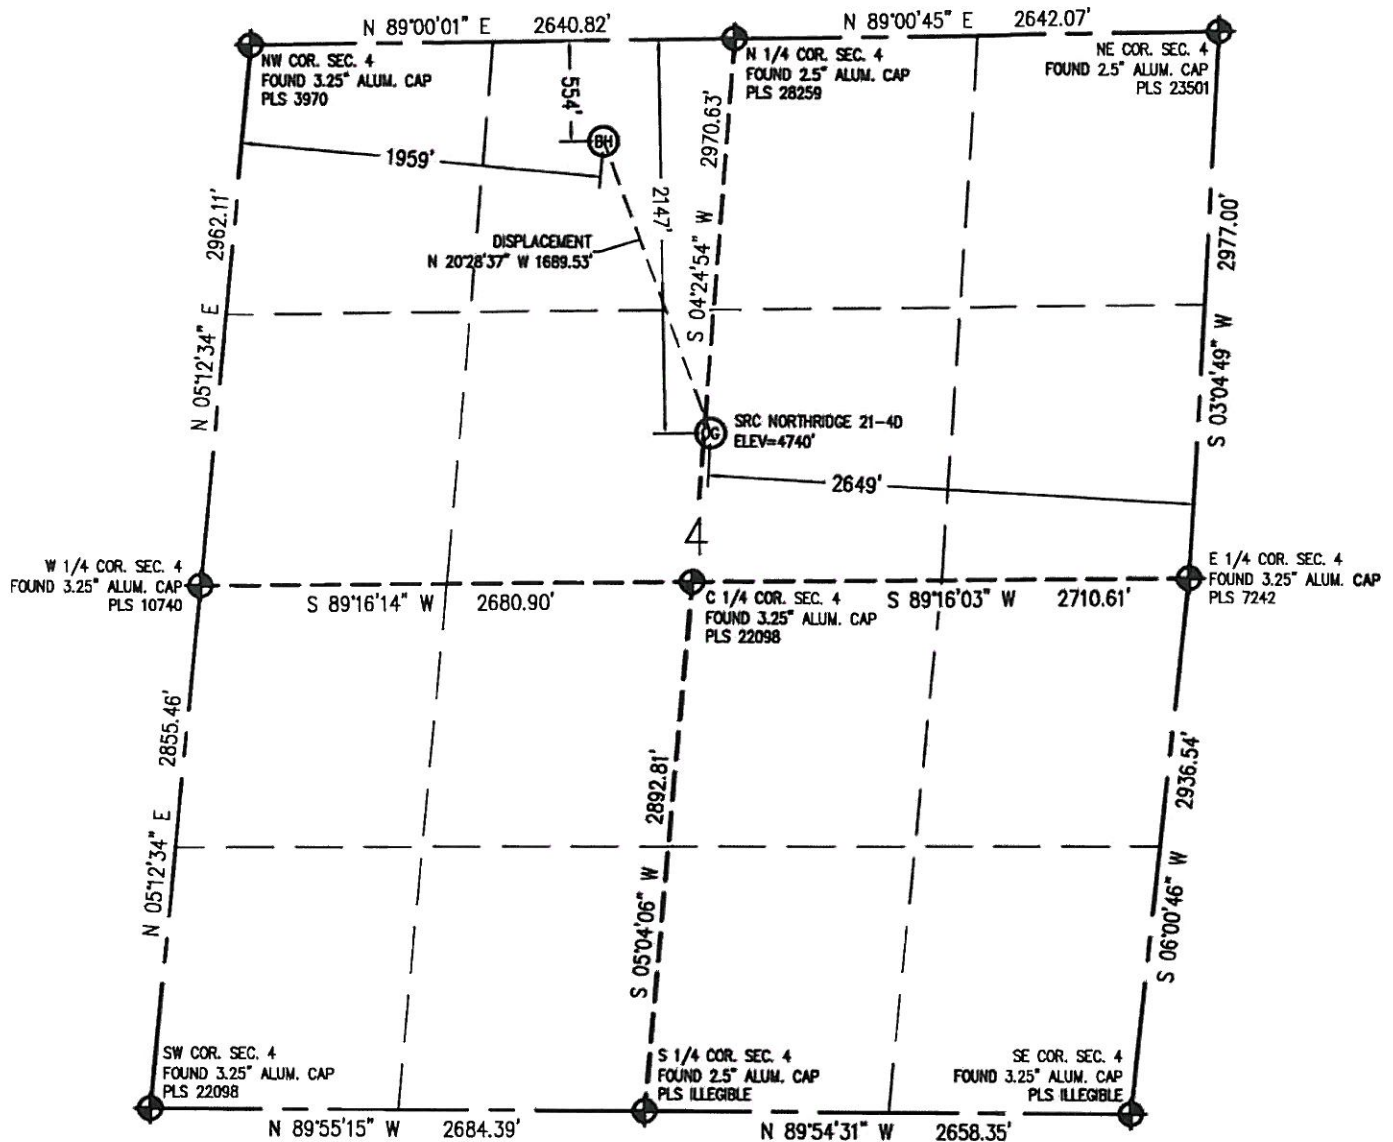 N 89°00'01" E 2640.82'
N 89°00'45" E 2642.07'
NW COR. SEC. 4
FOUND 3.25" ALUM. CAP
PLS 3970
N 1/4 COR. SEC. 4
FOUND 2.5" ALUM. CAP
PLS 28259
NE COR. SEC. 4
FOUND 2.5" ALUM. CAP
PLS 23501
554'
BH
1959'
2970.63'
S 04°24'54" W
2147'
2962.11'
N 05°12'34" E
2977.00'
S 03°04'49" W
DISPLACEMENT
N 20°28'37" W 1689.53'
OG
SRC NORTHRIDGE 21-4D
ELEV=4740'
2649'
4
W 1/4 COR. SEC. 4
FOUND 3.25" ALUM. CAP
PLS 10740
S 89°16'14" W 2680.90'
C 1/4 COR. SEC. 4
FOUND 3.25" ALUM. CAP
PLS 22098
S 89°16'03" W 2710.61'
E 1/4 COR. SEC. 4
FOUND 3.25" ALUM. CAP
PLS 7242
2855.46'
N 05°12'34" E
2892.81'
S 05°04'06" W
2936.54'
S 06°00'46" W
SW COR. SEC. 4
FOUND 3.25" ALUM. CAP
PLS 22098
S 1/4 COR. SEC. 4
FOUND 2.5" ALUM. CAP
PLS ILLEGIBLE
SE COR. SEC. 4
FOUND 3.25" ALUM. CAP
PLS ILLEGIBLE
N 89°55'15" W 2684.39'
N 89°54'31" W 2658.35'